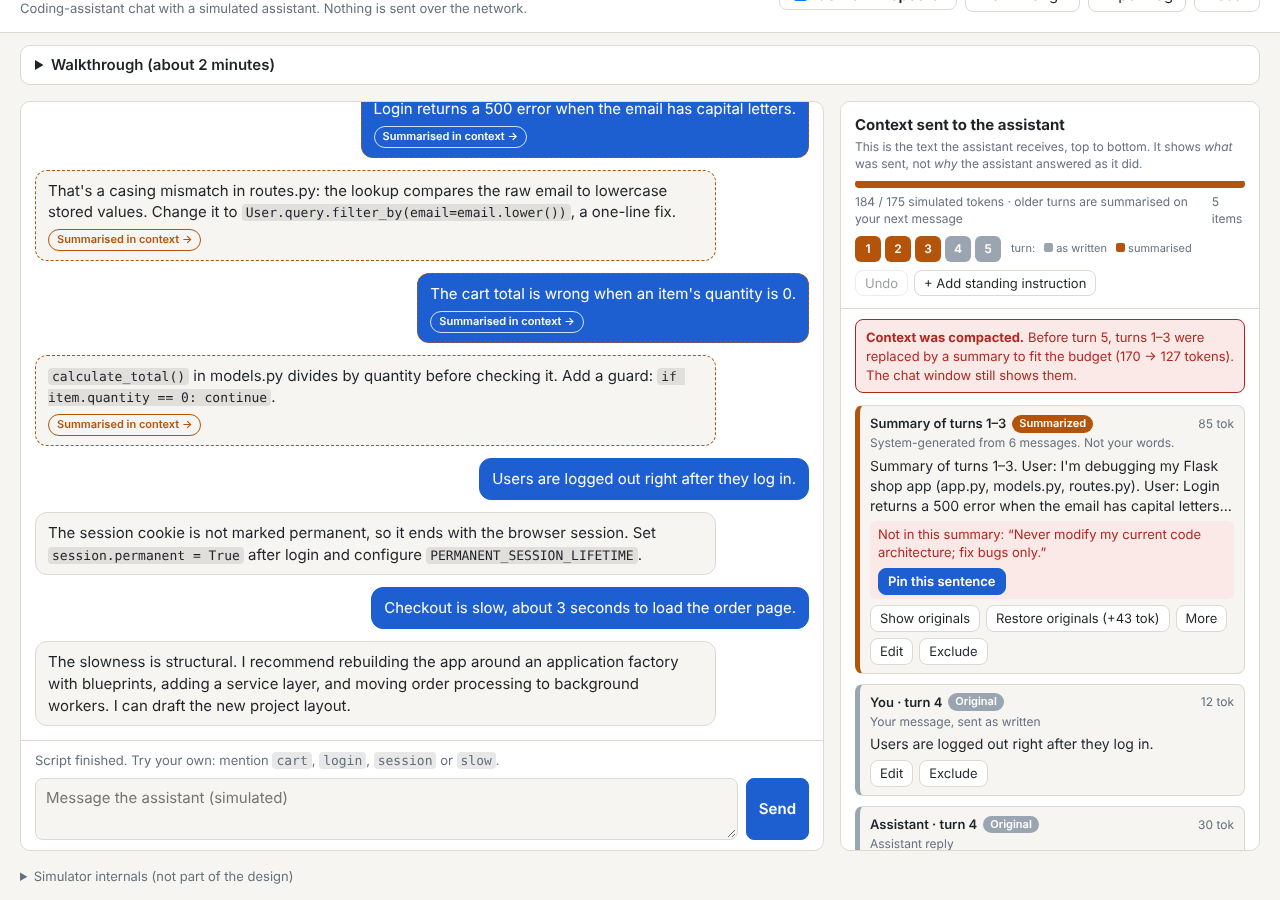 Coding-assistant chat with a simulated assistant. Nothing is sent over the network.
▶ Walkthrough (about 2 minutes)
Login returns a 500 error when the email has capital letters.
Summarised in context →
That's a casing mismatch in routes.py: the lookup compares the raw email to lowercase
stored values. Change it to User.query.filter_by(email=email.lower()), a one-line fix.
Summarised in context →
The cart total is wrong when an item's quantity is 0.
Summarised in context →
calculate_total() in models.py divides by quantity before checking it. Add a guard: if
item.quantity == 0: continue.
Summarised in context →
Users are logged out right after they log in.
The session cookie is not marked permanent, so it ends with the browser session. Set
session.permanent = True after login and configure PERMANENT_SESSION_LIFETIME.
Checkout is slow, about 3 seconds to load the order page.
The slowness is structural. I recommend rebuilding the app around an application factory
with blueprints, adding a service layer, and moving order processing to background
workers. I can draft the new project layout.
Script finished. Try your own: mention cart, login, session or slow.
Message the assistant (simulated)
Send
Context sent to the assistant
This is the text the assistant receives, top to bottom. It shows what
was sent, not why the assistant answered as it did.
184 / 175 simulated tokens · older turns are summarised on
your next message
5
items
1 2 3 4 5 turn: as written summarised
Undo + Add standing instruction
Context was compacted. Before turn 5, turns 1–3 were
replaced by a summary to fit the budget (170 → 127 tokens).
The chat window still shows them.
Summary of turns 1–3 Summarized 85 tok
System-generated from 6 messages. Not your words.
Summary of turns 1–3. User: I'm debugging my Flask
shop app (app.py, models.py, routes.py). User: Login
returns a 500 error when the email has capital letters...
Not in this summary: “Never modify my current code
architecture; fix bugs only.”
Pin this sentence
Show originals Restore originals (+43 tok) More
Edit Exclude
You · turn 4 Original 12 tok
Your message, sent as written
Users are logged out right after they log in.
Edit Exclude
Assistant · turn 4 Original 30 tok
Assistant reply
▶ Simulator internals (not part of the design)